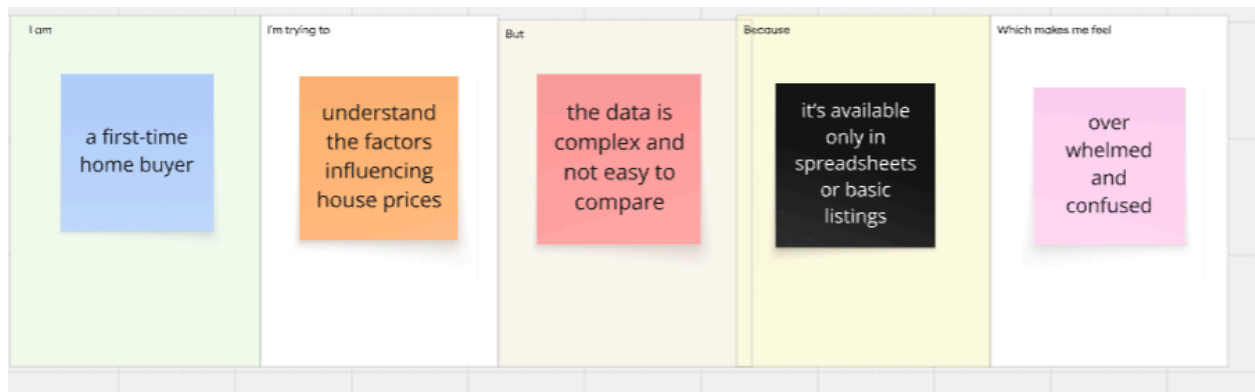 I am
a first-time
home buyer
I'm trying to
understand
the factors
influencing
house prices
But
the data is
complex and
not easy to
compare
Because
it's available
only in
spreadsheets
or basic
listings
Which makes me feel
over
whelmed
and
confused